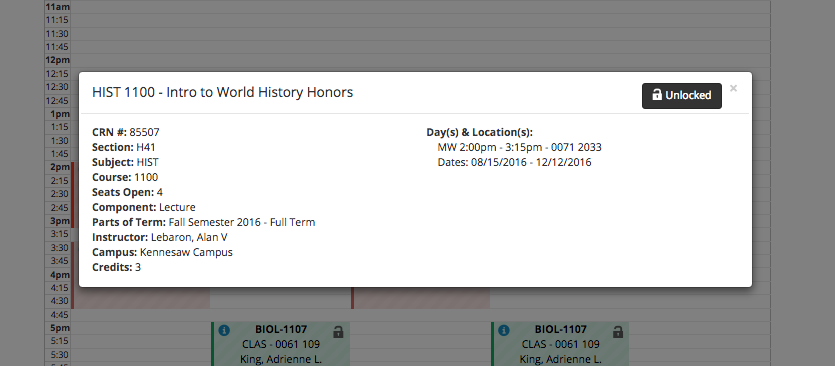 11am
11:15
11:30
11:45
12pm
12:15
12:30
12:45
1pm
1:15
1:30
1:45
2pm
2:15
2:30
2:45
3pm
3:15
3:30
3:45
4pm
4:15
4:30
4:45
5pm
5:15
5:30
HIST 1100 - Intro to World History Honors
Unlocked ×
CRN #: 85507
Section: H41
Subject: HIST
Course: 1100
Seats Open: 4
Component: Lecture
Parts of Term: Fall Semester 2016 - Full Term
Instructor: Lebaron, Alan V
Campus: Kennesaw Campus
Credits: 3
Day(s) & Location(s):
MW 2:00pm - 3:15pm - 0071 2033
Dates: 08/15/2016 - 12/12/2016
BIOL-1107
CLAS - 0061 109
King, Adrienne L.
BIOL-1107
CLAS - 0061 109
King, Adrienne L.